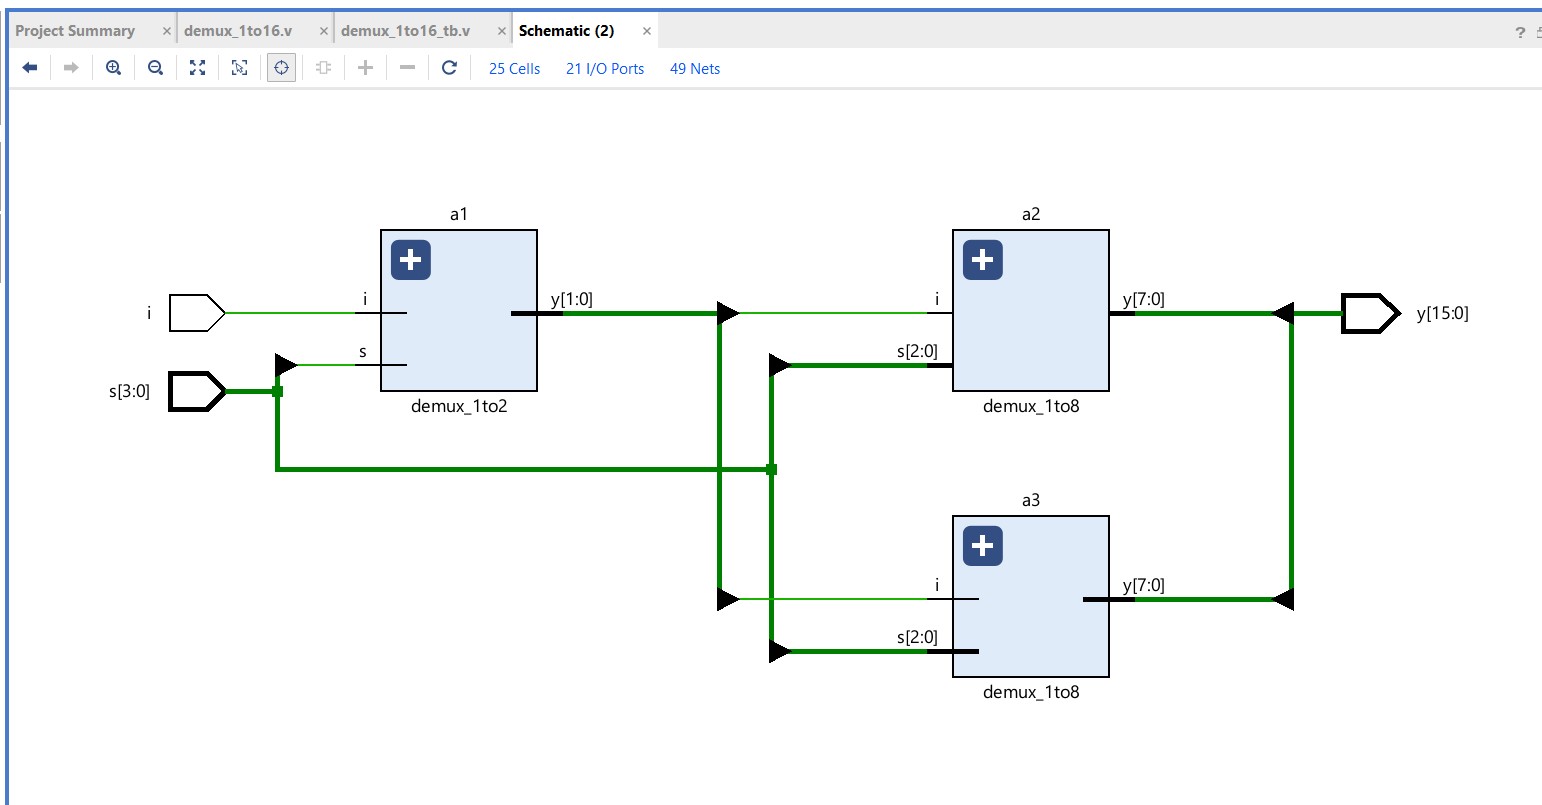 Project Summary × demux_1to16.v × demux_1to16_tb.v × Schematic (2) × ?
25 Cells 21 I/O Ports 49 Nets
a1 a2
i i y[1:0] i y[7:0] y[15:0]
s s[2:0]
s[3:0]
demux_1to2 demux_1to8
a3
i y[7:0]
s[2:0]
demux_1to8